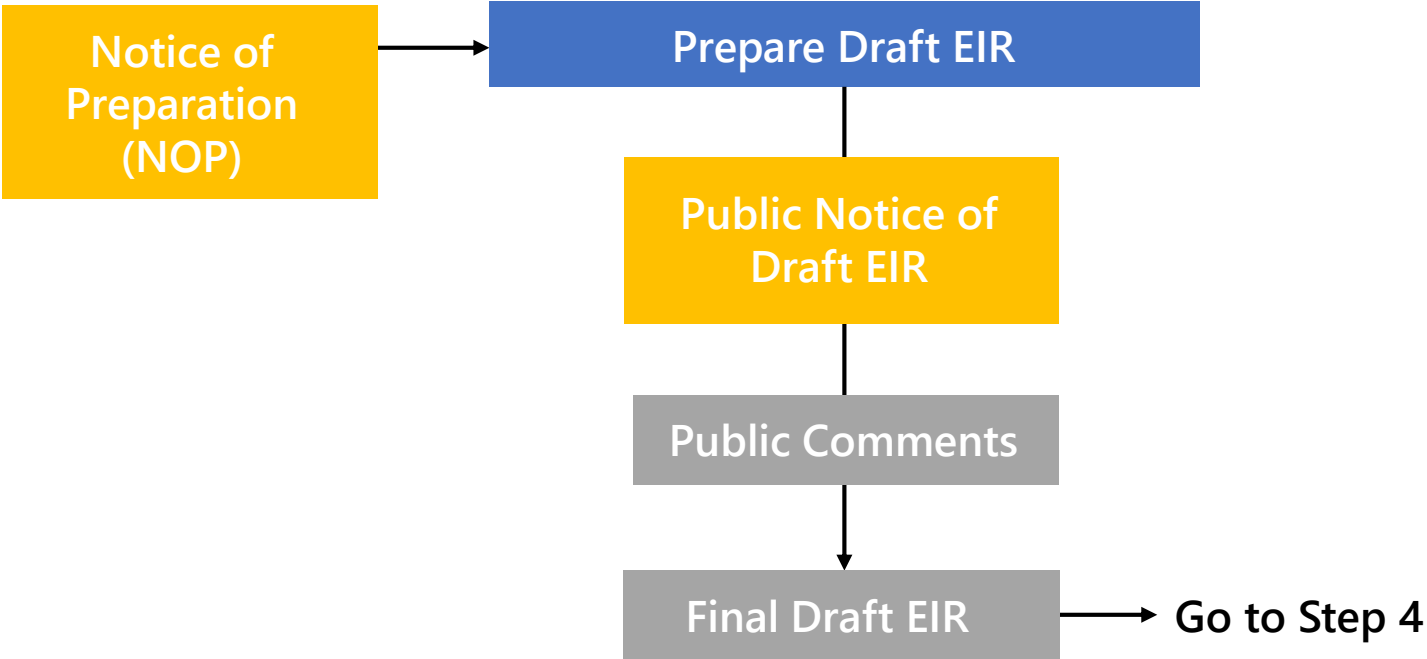 Notice of
Preparation
(NOP)
Prepare Draft EIR
Public Notice of
Draft EIR
Public Comments
Final Draft EIR
Go to Step 4